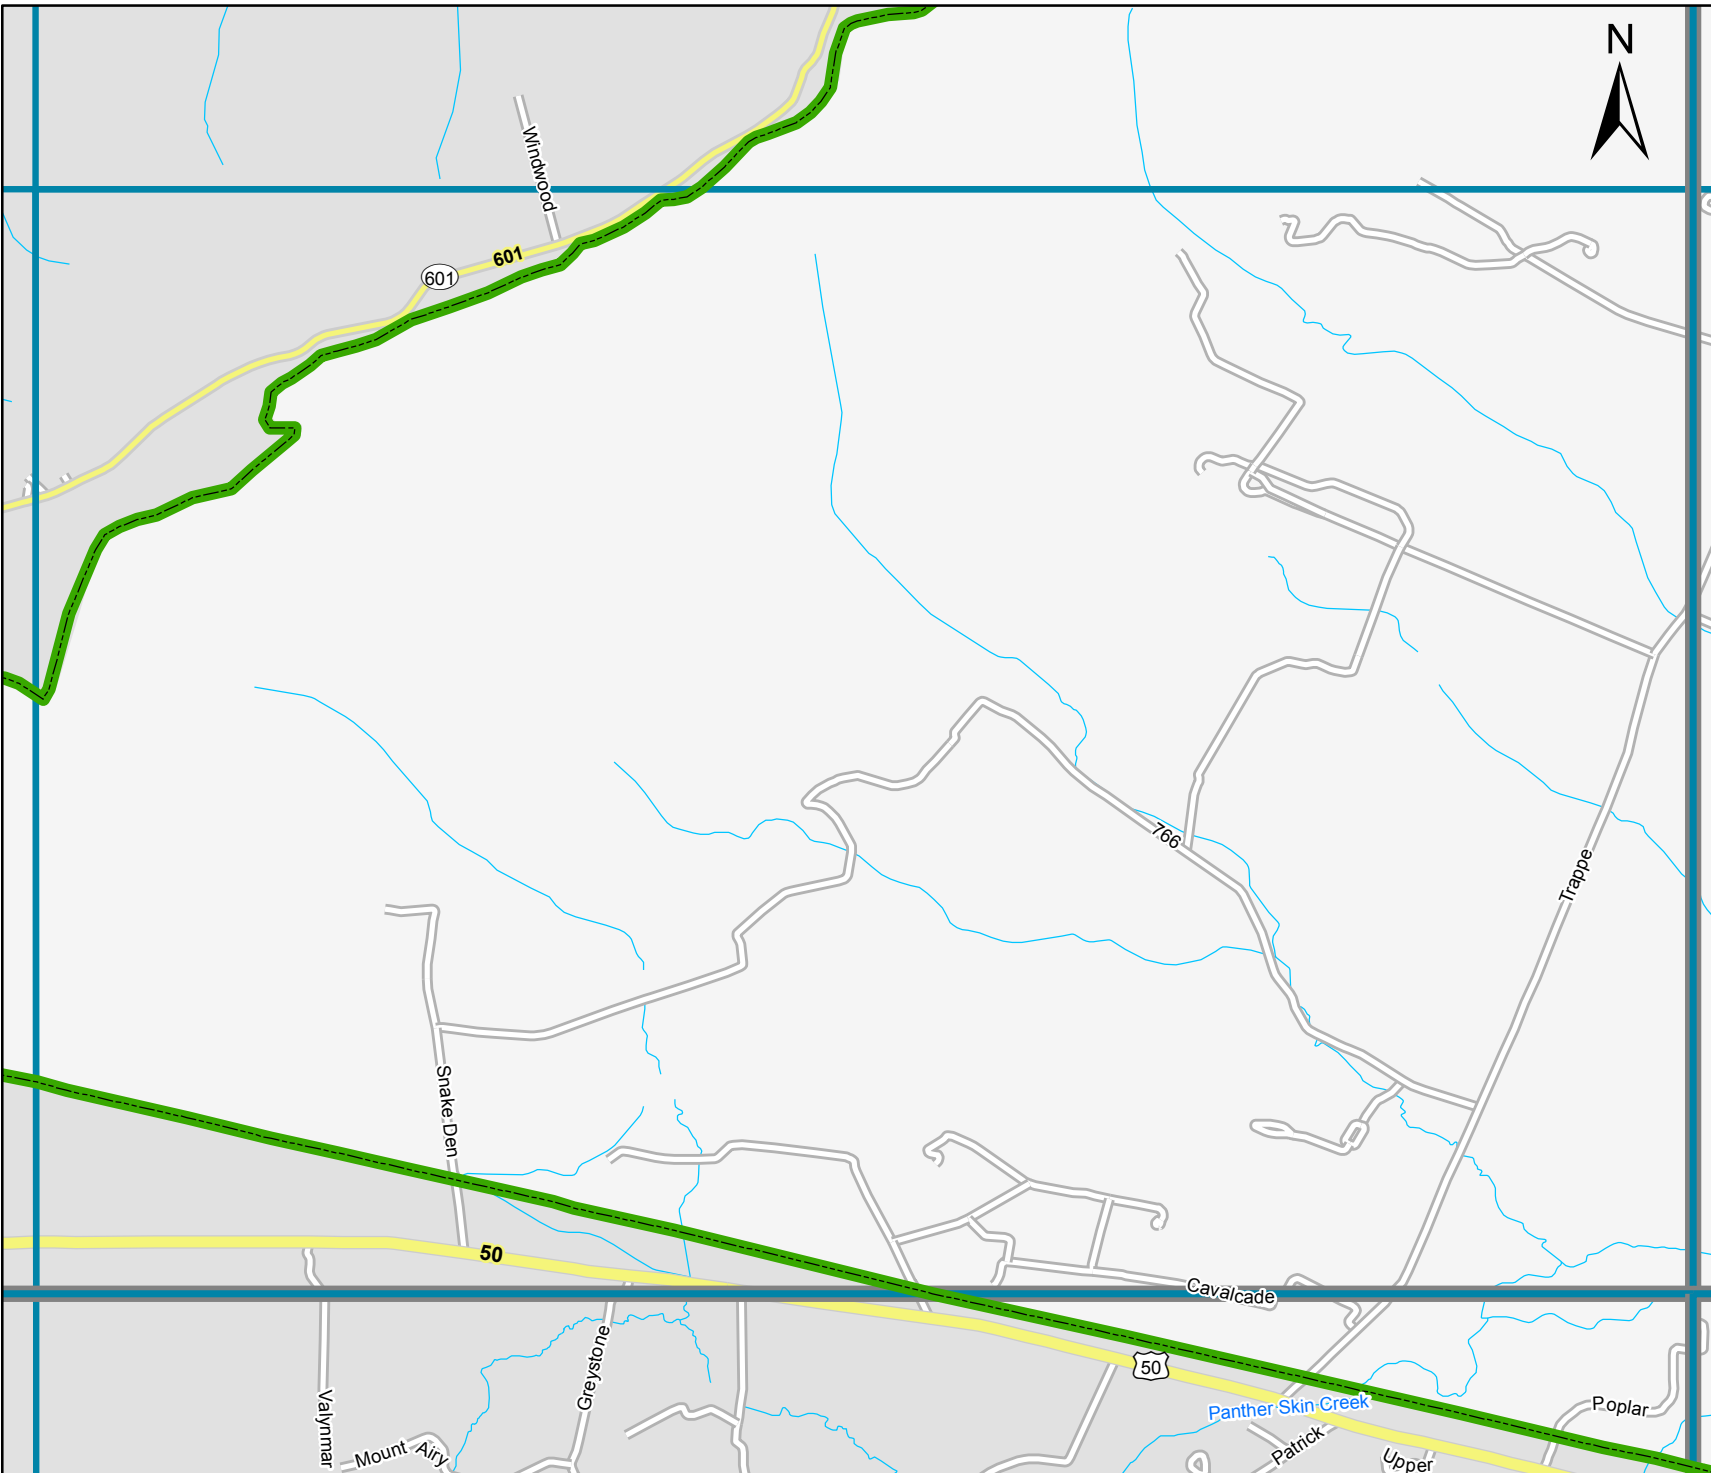 N
Windwood
601
601
766
Trappe
Snake Den
50
Cavalcade
Greystone
50
Valynmar
Panther Skin Creek
Poplar
Mount Airy
Patrick
Upper